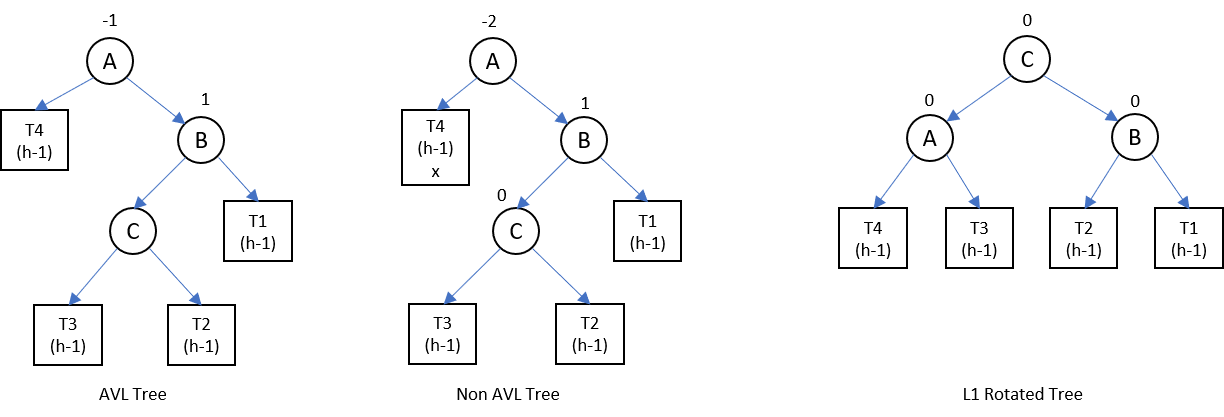 -1
A
T4
(h-1)
1
B
C
T1
(h-1)
T3
(h-1)
T2
(h-1)
AVL Tree
-2
A
T4
(h-1)
x
1
B
0
C
T1
(h-1)
T3
(h-1)
T2
(h-1)
Non AVL Tree
0
C
0
A
0
B
T4
(h-1)
T3
(h-1)
T2
(h-1)
T1
(h-1)
L1 Rotated Tree